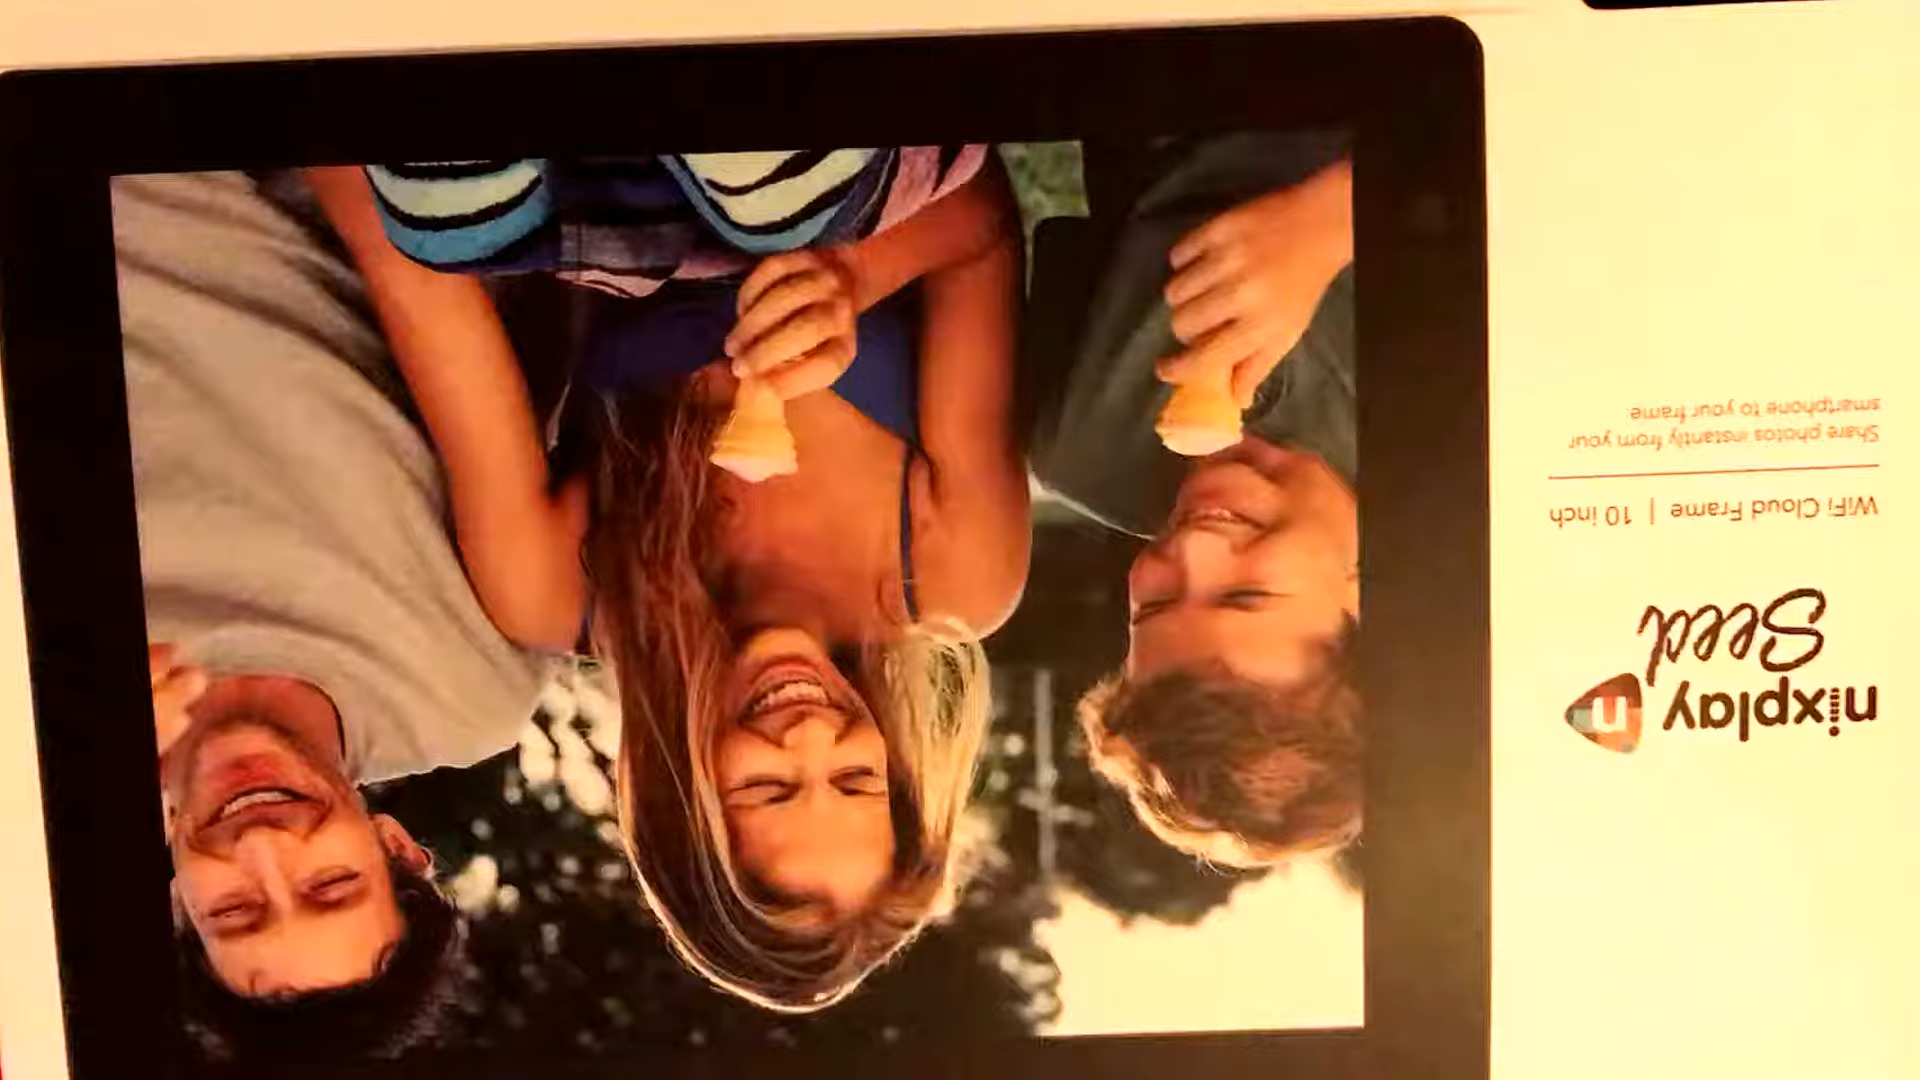 nixplay
Seed
WiFi Cloud Frame | 10 inch
Share photos instantly from your
smartphone to your frame.